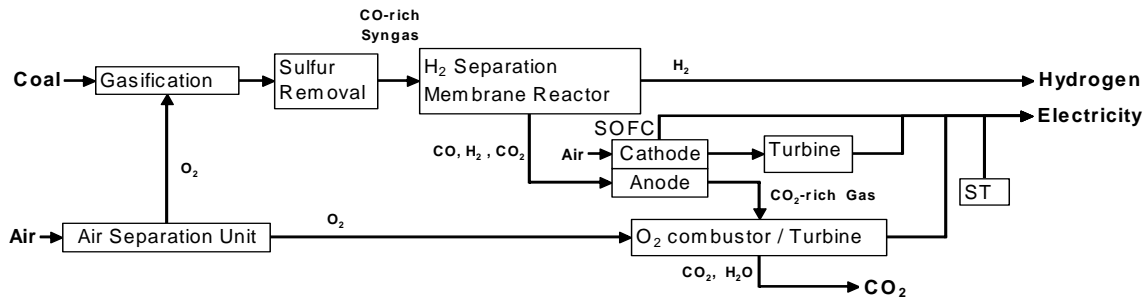 CO-rich
Syngas
Coal
Gasification
Sulfur
Removal
H2 Separation
Membrane Reactor
H2
Hydrogen
Electricity
SOFC
CO, H2 , CO2
Air
Cathode
Turbine
Anode
O2
CO2-rich Gas
ST
Air
Air Separation Unit
O2
O2 combustor / Turbine
CO2, H2O
CO2